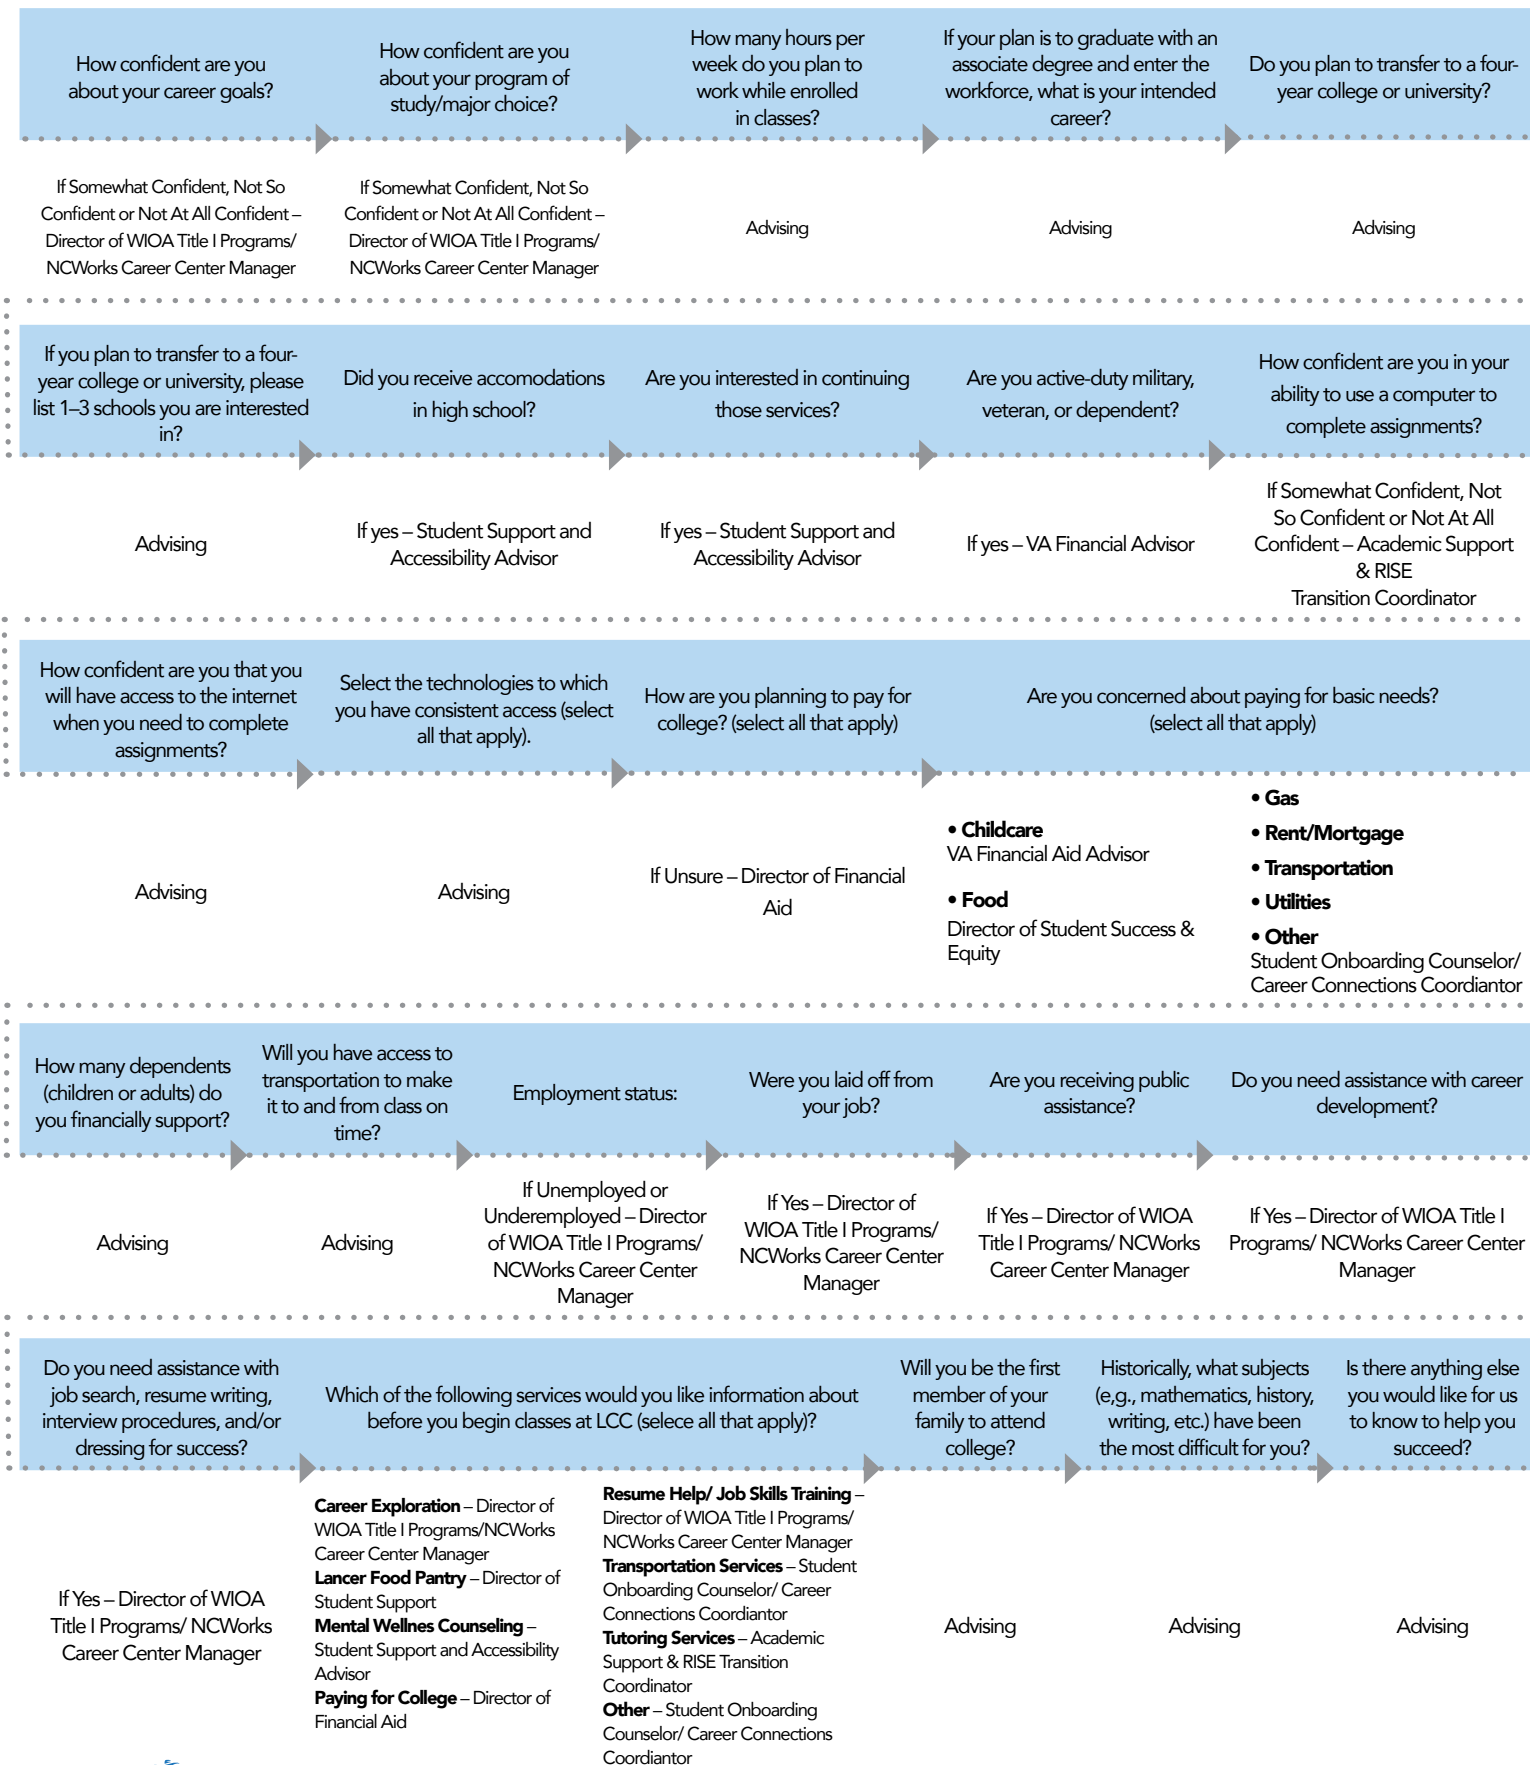 How confident are you
about your career goals?
How confident are you
about your program of
study/major choice?
How many hours per
week do you plan to
work while enrolled
in classes?
If your plan is to graduate with an
associate degree and enter the
workforce, what is your intended
career?
Do you plan to transfer to a four-
year college or university?
If Somewhat Confident, Not So
Confident or Not At All Confident –
Director of WIOA Title I Programs/
NCWorks Career Center Manager
If Somewhat Confident, Not So
Confident or Not At All Confident –
Director of WIOA Title I Programs/
NCWorks Career Center Manager
Advising
Advising
Advising
If you plan to transfer to a four-
year college or university, please
list 1–3 schools you are interested
in?
Did you receive accomodations
in high school?
Are you interested in continuing
those services?
Are you active-duty military,
veteran, or dependent?
How confident are you in your
ability to use a computer to
complete assignments?
Advising
If yes – Student Support and
Accessibility Advisor
If yes – Student Support and
Accessibility Advisor
If yes – VA Financial Advisor
If Somewhat Confident, Not
So Confident or Not At All
Confident – Academic Support
& RISE
Transition Coordinator
How confident are you that you
will have access to the internet
when you need to complete
assignments?
Select the technologies to which
you have consistent access (select
all that apply).
How are you planning to pay for
college? (select all that apply)
Are you concerned about paying for basic needs?
(select all that apply)
Advising
Advising
If Unsure – Director of Financial
Aid
• Childcare
VA Financial Aid Advisor
• Food
Director of Student Success &
Equity
• Gas
• Rent/Mortgage
• Transportation
• Utilities
• Other
Student Onboarding Counselor/
Career Connections Coordiantor
How many dependents
(children or adults) do
you financially support?
Will you have access to
transportation to make
it to and from class on
time?
Employment status:
Were you laid off from
your job?
Are you receiving public
assistance?
Do you need assistance with career
development?
Advising
Advising
If Unemployed or
Underemployed – Director
of WIOA Title I Programs/
NCWorks Career Center
Manager
If Yes – Director of
WIOA Title I Programs/
NCWorks Career Center
Manager
If Yes – Director of WIOA
Title I Programs/ NCWorks
Career Center Manager
If Yes – Director of WIOA Title I
Programs/ NCWorks Career Center
Manager
Do you need assistance with
job search, resume writing,
interview procedures, and/or
dressing for success?
Which of the following services would you like information about
before you begin classes at LCC (selece all that apply)?
Will you be the first
member of your
family to attend
college?
Historically, what subjects
(e,g., mathematics, history,
writing, etc.) have been
the most difficult for you?
Is there anything else
you would like for us
to know to help you
succeed?
If Yes – Director of WIOA
Title I Programs/ NCWorks
Career Center Manager
Career Exploration – Director of
WIOA Title I Programs/NCWorks
Career Center Manager
Lancer Food Pantry – Director of
Student Support
Mental Wellnes Counseling –
Student Support and Accessibility
Advisor
Paying for College – Director of
Financial Aid
Resume Help/ Job Skills Training –
Director of WIOA Title I Programs/
NCWorks Career Center Manager
Transportation Services – Student
Onboarding Counselor/ Career
Connections Coordiantor
Tutoring Services – Academic
Support & RISE Transition
Coordinator
Other – Student Onboarding
Counselor/ Career Connections
Coordiantor
Advising
Advising
Advising